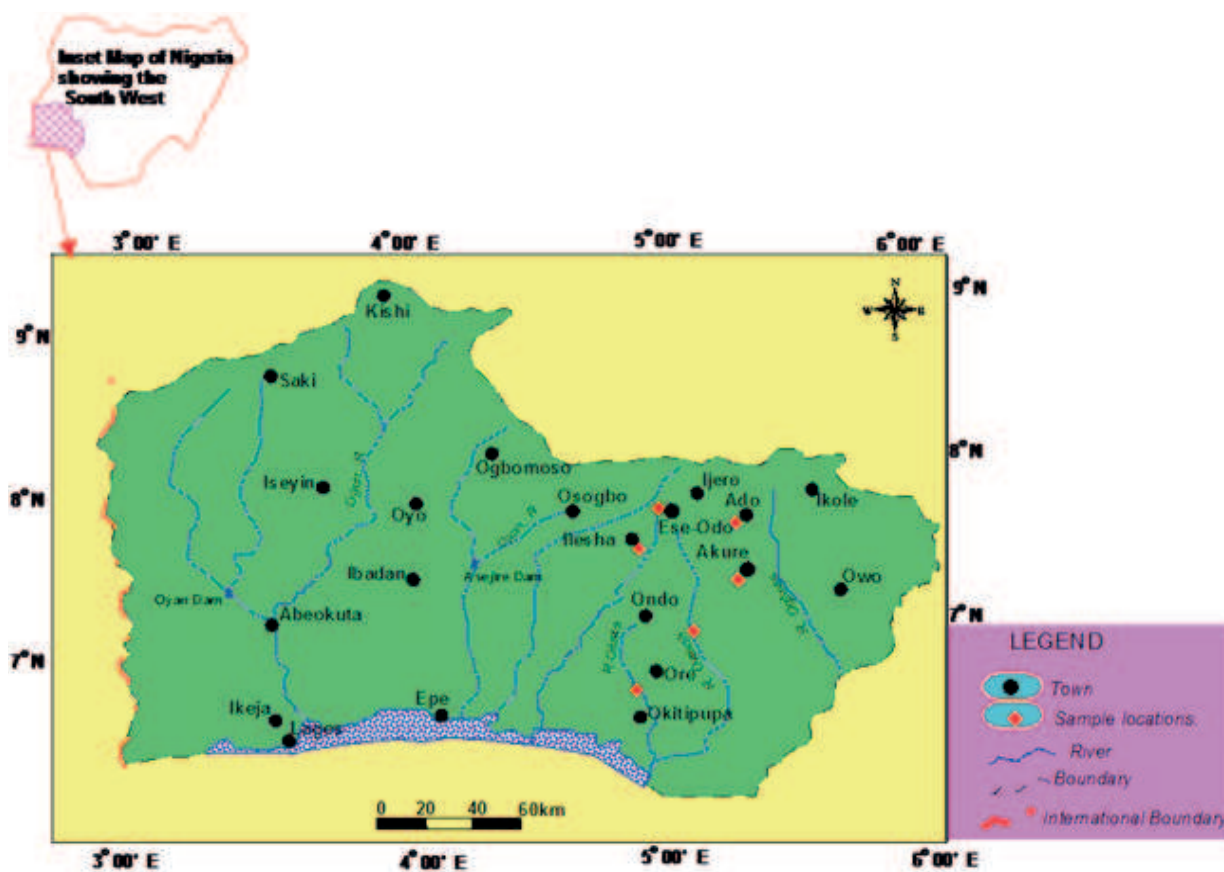 Inset Map of Nigeria
showing the
South West
3°00' E
4°00' E
5°00' E
6°00' E
9°N
9°N
N
W
S
Kishi
Saki
Ogbomoso
8°N
8°N
Iseyin
Oyo
Osogbo
Ijero
Ado
Ikole
Ese-Odo
Ilesha
Akure
Ibadan
Asejire Dam
Owo
Oyan Dam
Abeokuta
Ondo
7°N
7°N
Ore
Ikeja
Epe
Okitipupa
Lagos
0 20 40 60km
LEGEND
Town
Sample locations
River
Boundary
International Boundary
3°00' E
4°00' E
5°00' E
6°00' E